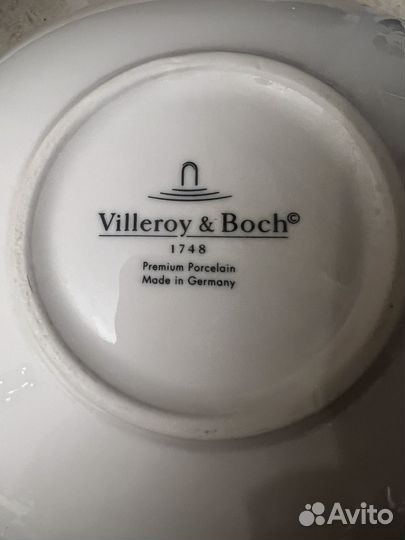 Villeroy & Boch©
1748
Premium Porcelain
Made in Germany
Avito